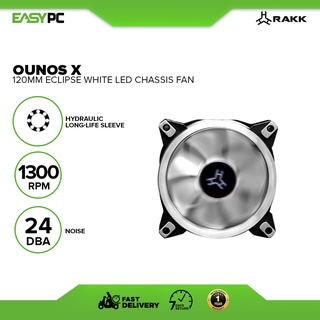 EASYPC
RAKK
OUNOS X
120MM ECLIPSE WHITE LED CHASSIS FAN
HYDRAULIC
LONG-LIFE SLEEVE
1300
RPM
24
DBA
NOISE
FAST
DELIVERY
1